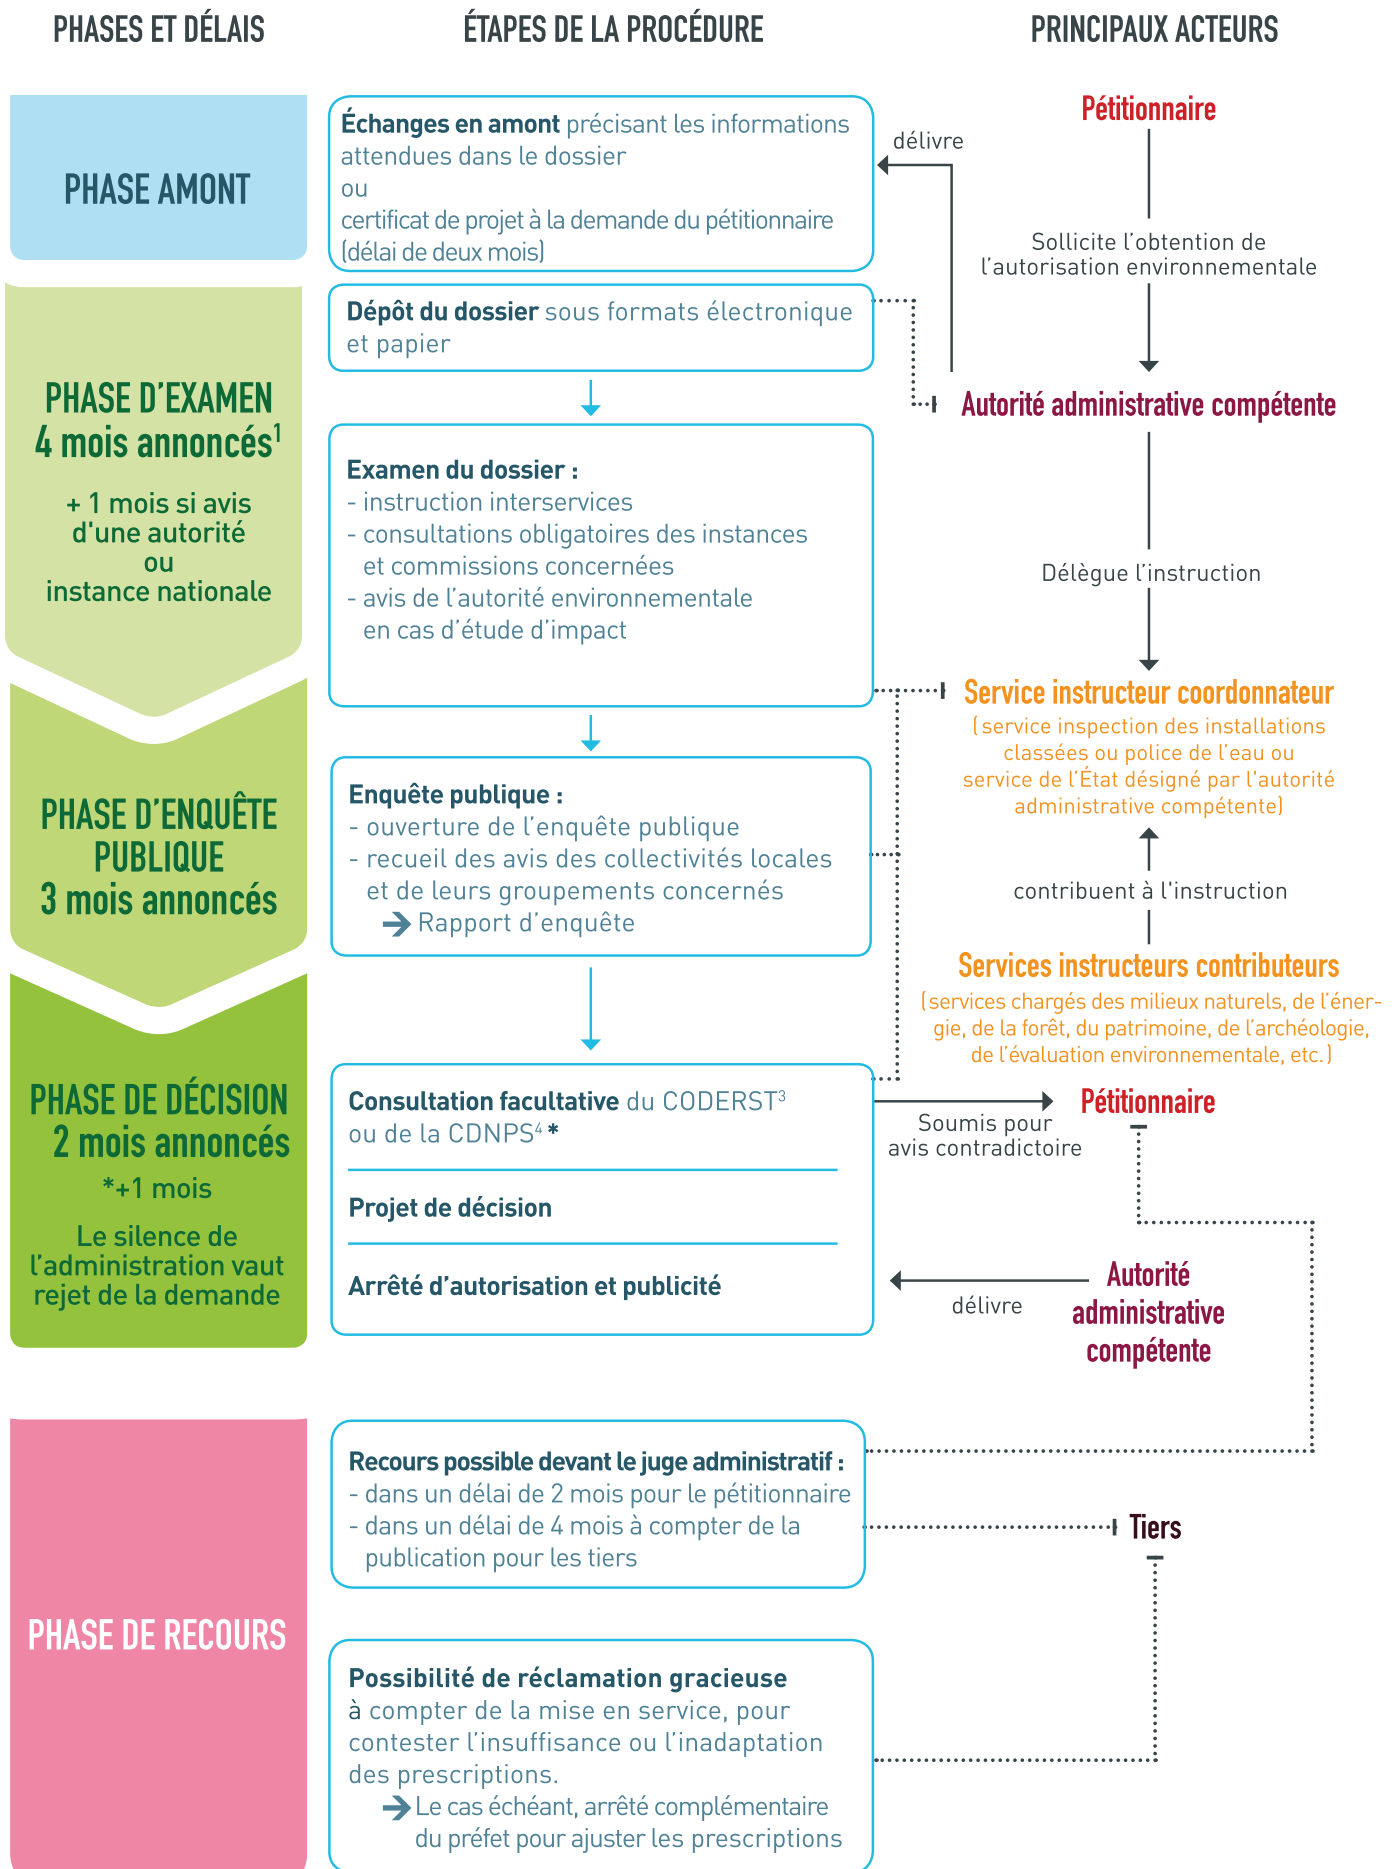 PHASES ET DÉLAIS
ÉTAPES DE LA PROCÉDURE
PRINCIPAUX ACTEURS
PHASE AMONT
Échanges en amont précisant les informations
attendues dans le dossier
ou
certificat de projet à la demande du pétitionnaire
(délai de deux mois)
délivre
Pétitionnaire
Sollicite l’obtention de
l’autorisation environnementale
PHASE D’EXAMEN
4 mois annoncés¹
+ 1 mois si avis
d'une autorité
ou
instance nationale
Dépôt du dossier sous formats électronique
et papier
Autorité administrative compétente
Examen du dossier :
- instruction interservices
- consultations obligatoires des instances
et commissions concernées
- avis de l’autorité environnementale
en cas d’étude d’impact
Délègue l’instruction
Service instructeur coordonnateur
(service inspection des installations
classées ou police de l’eau ou
service de l’État désigné par l'autorité
administrative compétente)
PHASE D’ENQUÊTE
PUBLIQUE
3 mois annoncés
Enquête publique :
- ouverture de l’enquête publique
- recueil des avis des collectivités locales
et de leurs groupements concernés
➔ Rapport d’enquête
contribuent à l'instruction
Services instructeurs contributeurs
(services chargés des milieux naturels, de l’éner-
gie, de la forêt, du patrimoine, de l’archéologie,
de l’évaluation environnementale, etc.)
PHASE DE DÉCISION
2 mois annoncés
*+1 mois
Le silence de
l’administration vaut
rejet de la demande
Consultation facultative du CODERST³
ou de la CDNPS⁴ *
Projet de décision
Arrêté d’autorisation et publicité
Soumis pour
avis contradictoire
Pétitionnaire
délivre
Autorité
administrative
compétente
PHASE DE RECOURS
Recours possible devant le juge administratif :
- dans un délai de 2 mois pour le pétitionnaire
- dans un délai de 4 mois à compter de la
publication pour les tiers
Tiers
Possibilité de réclamation gracieuse
à compter de la mise en service, pour
contester l’insuffisance ou l’inadaptation
des prescriptions.
➔ Le cas échéant, arrêté complémentaire
du préfet pour ajuster les prescriptions